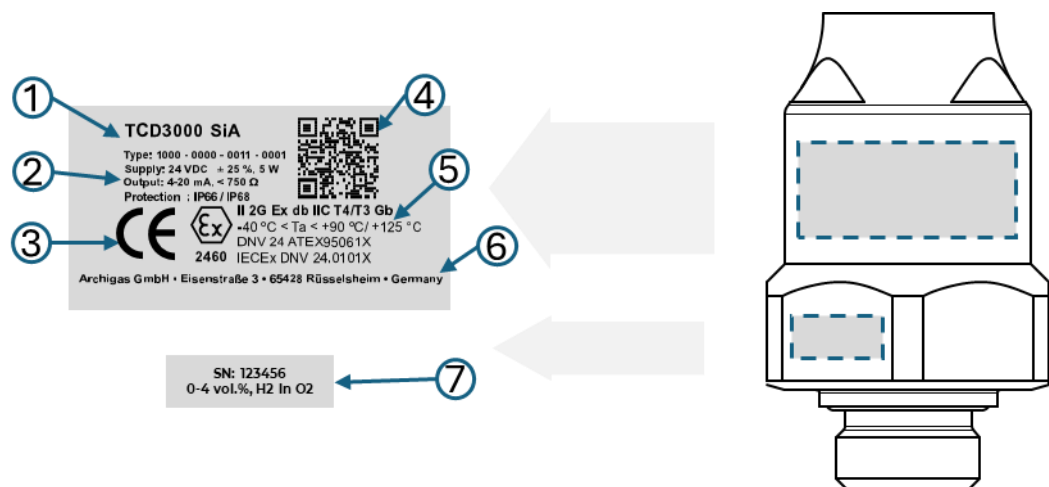 1
4
TCD3000 SiA
Type: 1000 - 0000 - 0011 - 0001
2
Supply: 24 VDC ± 25 %, 5 W
5
Output: 4-20 mA, < 750 Ω
Protection : IP66 / IP68
3
CE
Ex
II 2G Ex db IIC T4/T3 Gb
-40 °C < Ta < +90 °C/ +125 °C
6
DNV 24 ATEX95061X
2460
IECEx DNV 24.0101X
Archigas GmbH • Eisenstraße 3 • 65428 Rüsselsheim • Germany
SN: 123456
7
0-4 vol.%, H2 In O2